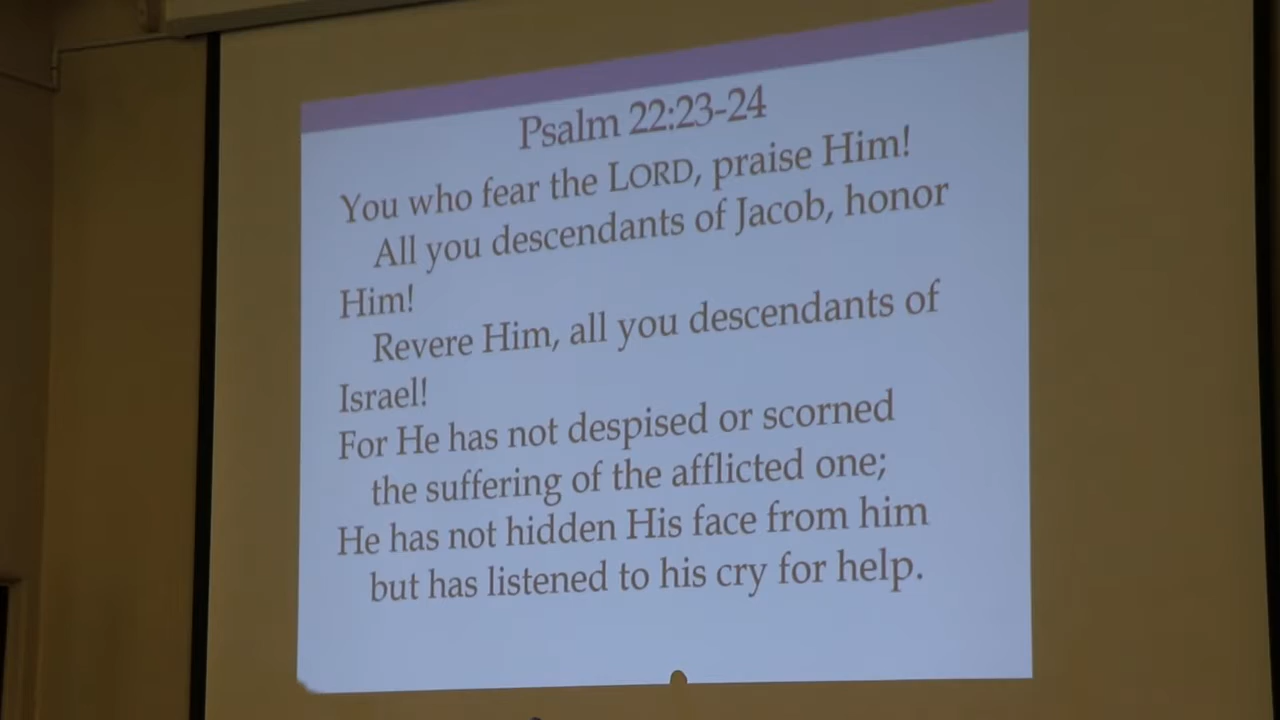 Psalm 22:23-24
You who fear the LORD, praise Him!
All you descendants of Jacob, honor
Him!
Revere Him, all you descendants of
Israel!
For He has not despised or scorned
the suffering of the afflicted one;
He has not hidden His face from him
but has listened to his cry for help.